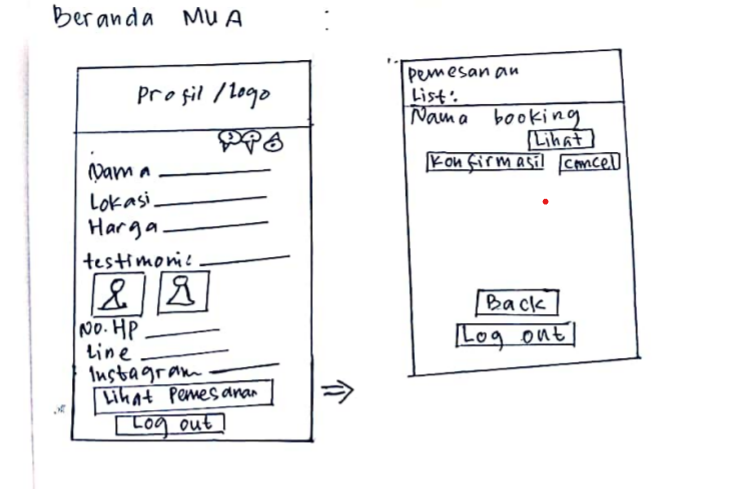 Beranda MUA :
Profil / Logo
Nama
Lokasi
Harga
testimoni :
No. HP
Line
Instagram
Lihat Pemesanan
Log out
Pemesanan
List :
Nama booking
Lihat
Konfirmasi cancel
Back
Log out